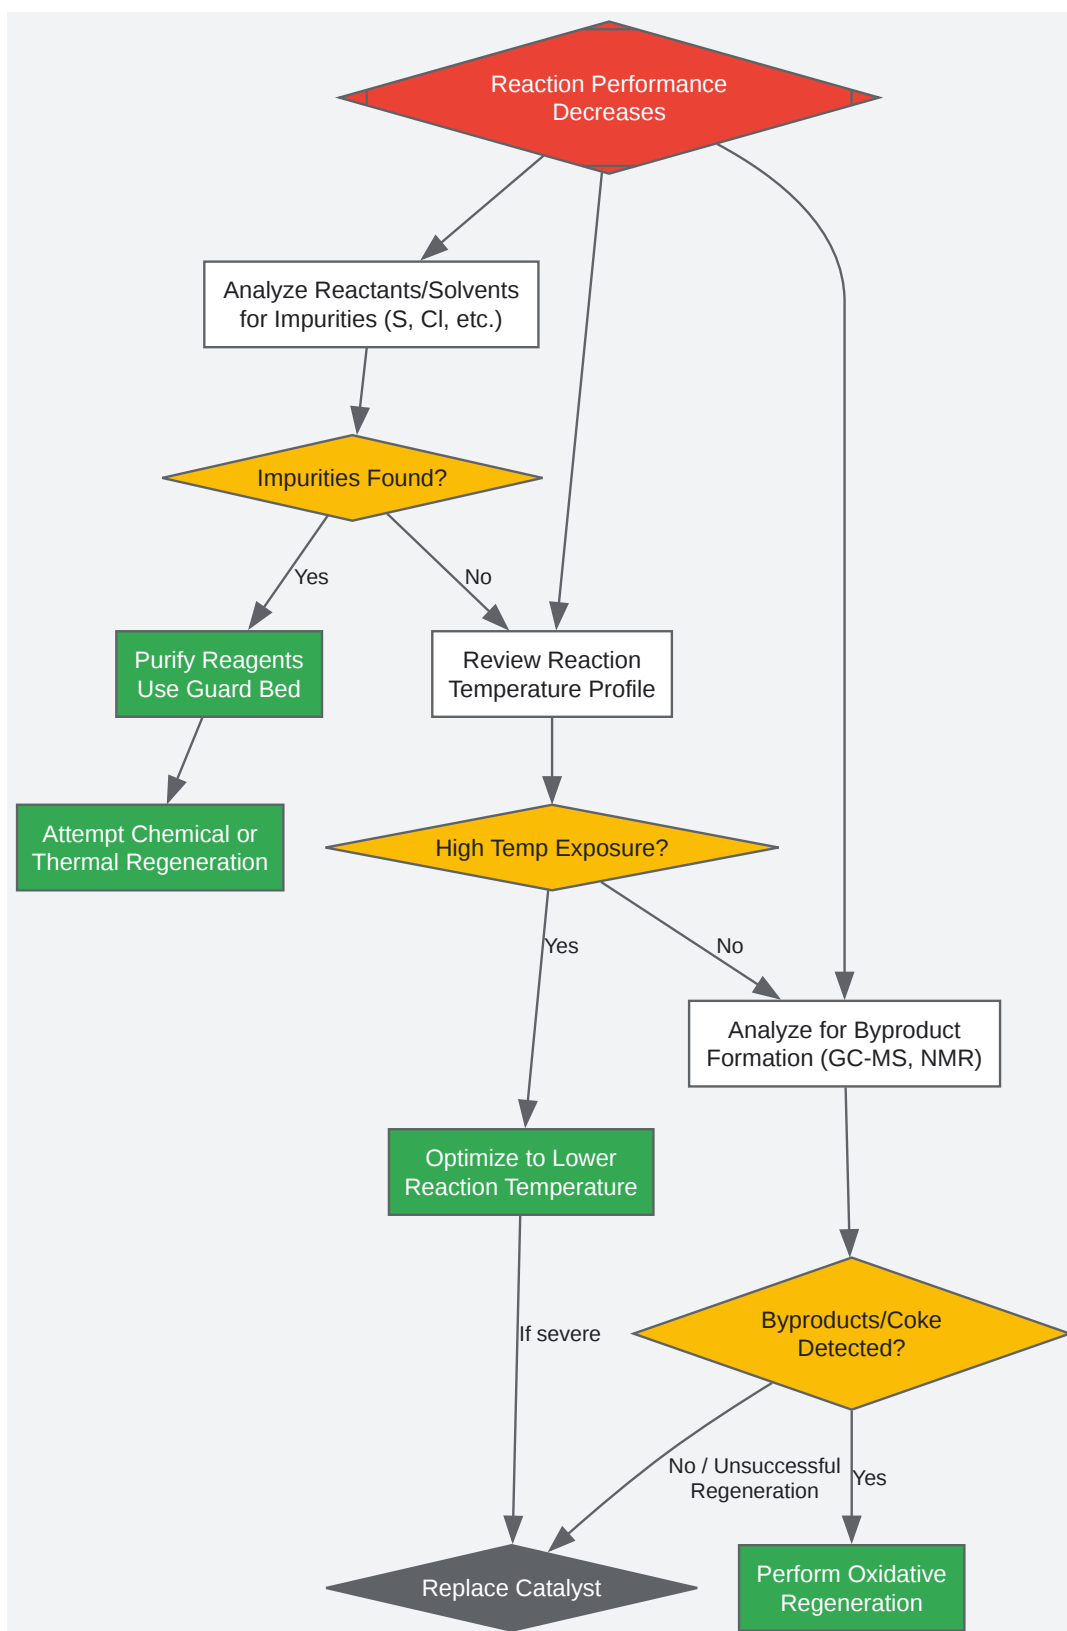 Reaction Performance
Decreases
Analyze Reactants/Solvents
for Impurities (S, Cl, etc.)
Impurities Found?
Yes
No
Purify Reagents
Use Guard Bed
Review Reaction
Temperature Profile
Attempt Chemical or
Thermal Regeneration
High Temp Exposure?
Yes
No
Analyze for Byproduct
Formation (GC-MS, NMR)
Optimize to Lower
Reaction Temperature
If severe
Byproducts/Coke
Detected?
No / Unsuccessful
Regeneration
Yes
Replace Catalyst
Perform Oxidative
Regeneration